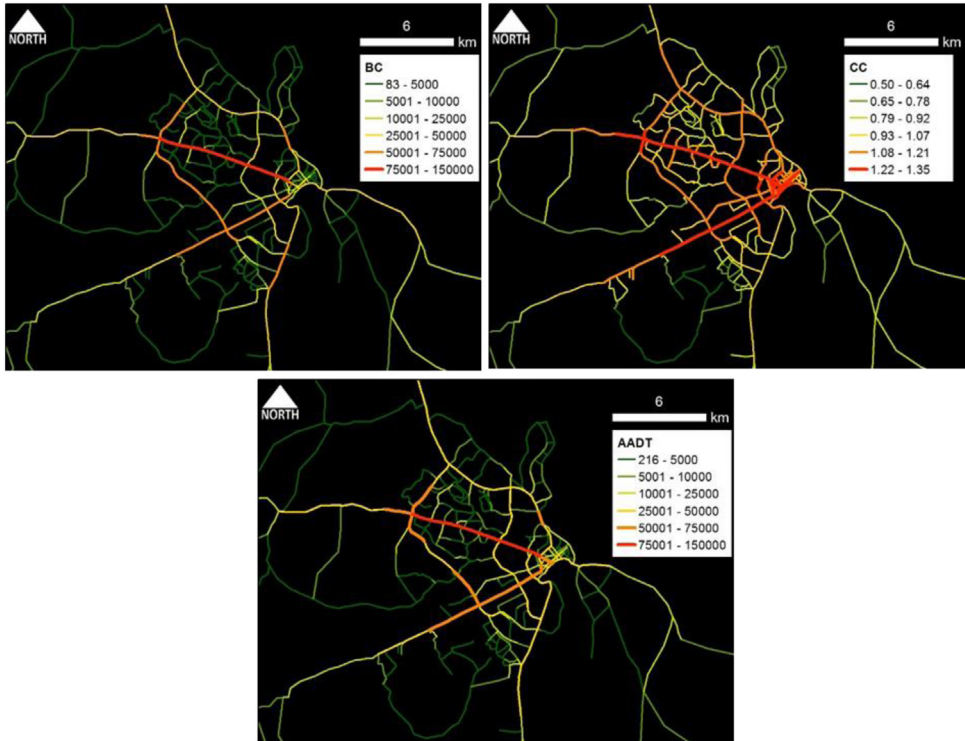 NORTH
6
km
BC
83 - 5000
5001 - 10000
10001 - 25000
25001 - 50000
50001 - 75000
75001 - 150000
NORTH
6
km
CC
0.50 - 0.64
0.65 - 0.78
0.79 - 0.92
0.93 - 1.07
1.08 - 1.21
1.22 - 1.35
NORTH
6
km
AADT
216 - 5000
5001 - 10000
10001 - 25000
25001 - 50000
50001 - 75000
75001 - 150000